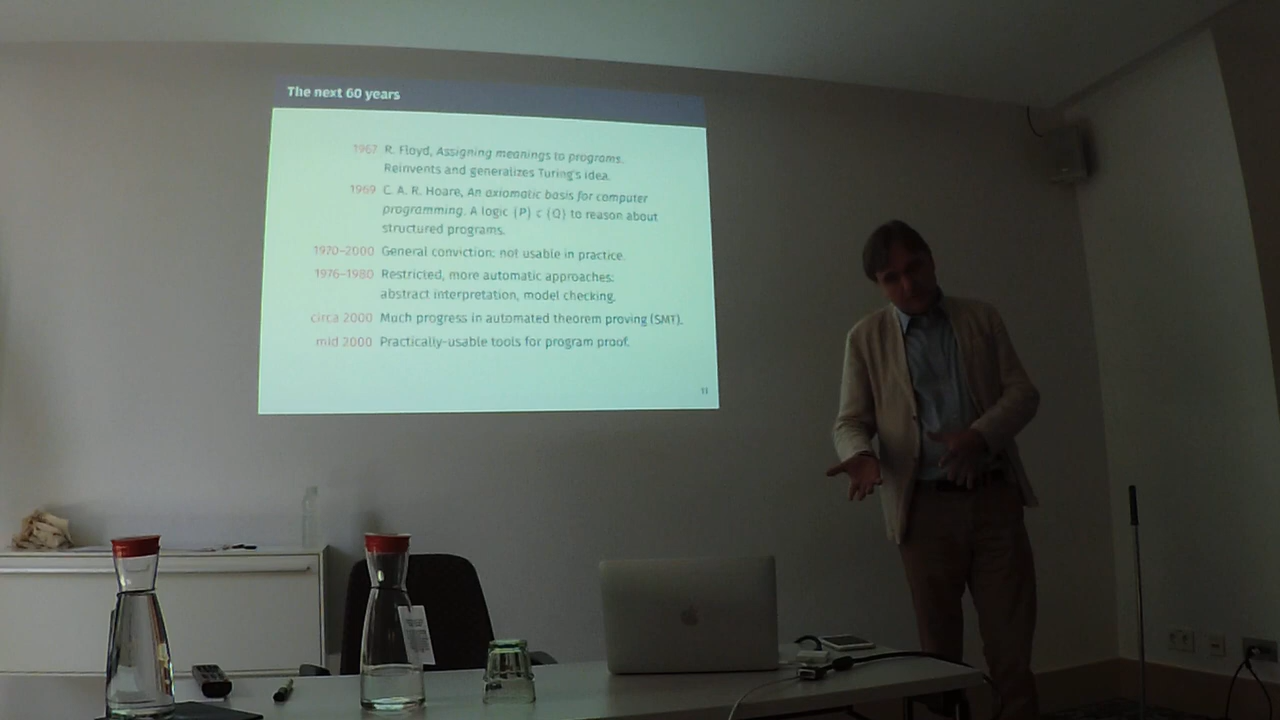 The next 60 years
1967 R. Floyd, Assigning meanings to programs.
Reinvents and generalizes Turing's idea.
1969 C. A. R. Hoare, An axiomatic basis for computer
programming. A logic {P} c {Q} to reason about
structured programs.
1970–2000 General conviction: not usable in practice.
1976–1980 Restricted, more automatic approaches:
abstract interpretation, model checking.
circa 2000 Much progress in automated theorem proving (SMT).
mid 2000 Practically-usable tools for program proof.